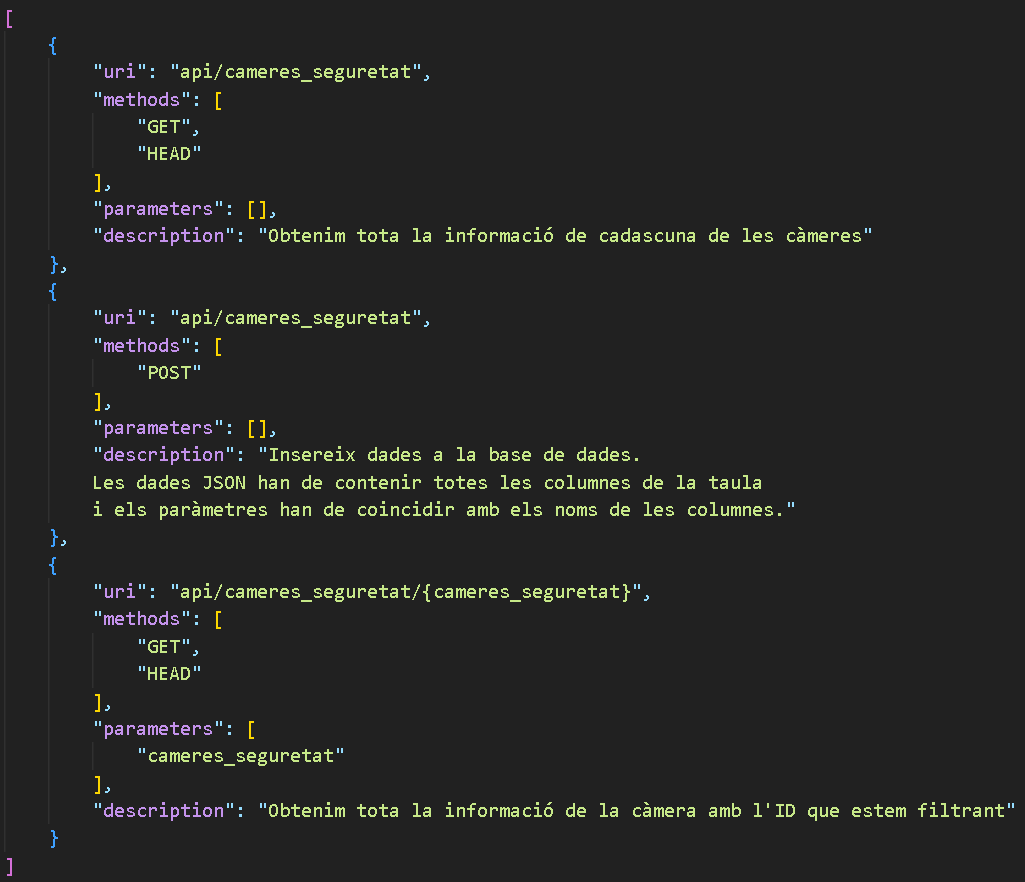 [
    {
        "uri": "api/cameres_seguretat",
        "methods": [
            "GET",
            "HEAD"
        ],
        "parameters": [],
        "description": "Obtenim tota la informació de cadascuna de les càmeres"
    },
    {
        "uri": "api/cameres_seguretat",
        "methods": [
            "POST"
        ],
        "parameters": [],
        "description": "Insereix dades a la base de dades.
        Les dades JSON han de contenir totes les columnes de la taula
        i els paràmetres han de coincidir amb els noms de les columnes."
    },
    {
        "uri": "api/cameres_seguretat/{cameres_seguretat}",
        "methods": [
            "GET",
            "HEAD"
        ],
        "parameters": [
            "cameres_seguretat"
        ],
        "description": "Obtenim tota la informació de la càmera amb l'ID que estem filtrant"
    }
]